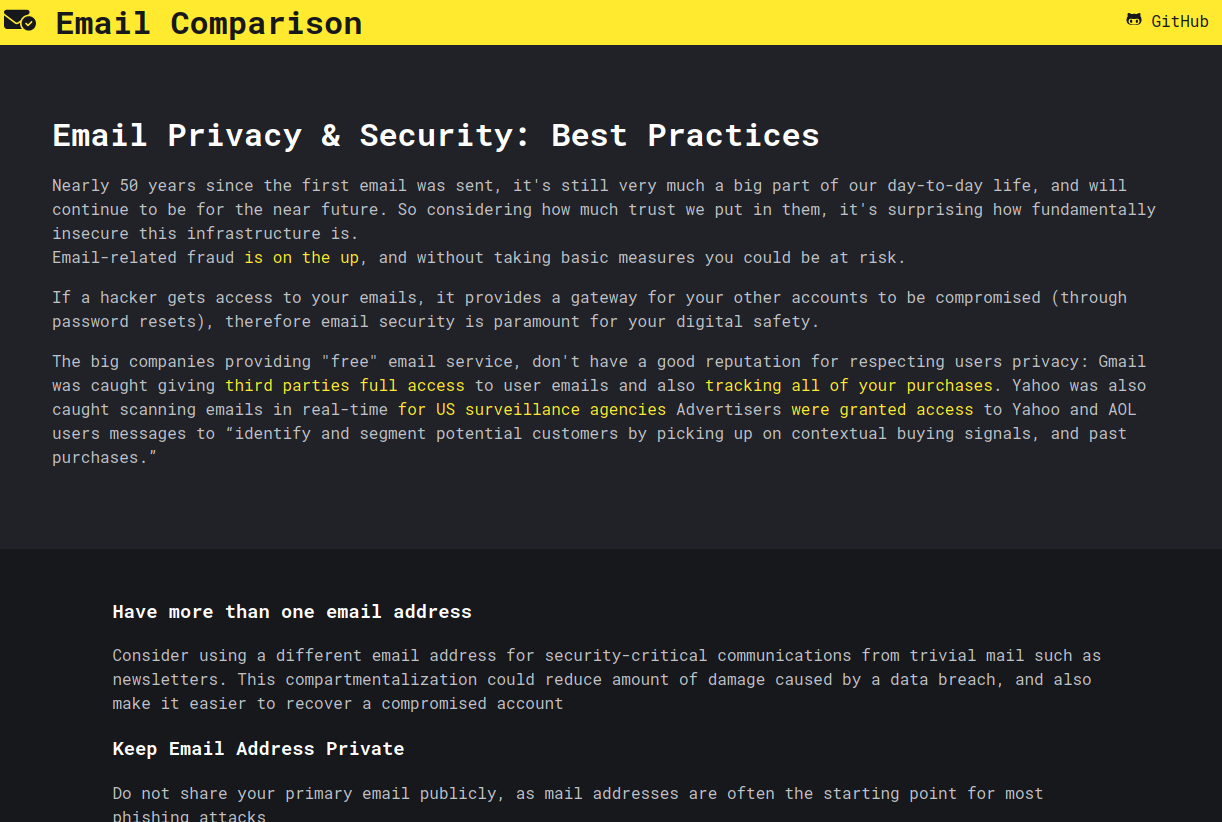 Email Comparison
GitHub
Email Privacy & Security: Best Practices
Nearly 50 years since the first email was sent, it's still very much a big part of our day-to-day life, and will
continue to be for the near future. So considering how much trust we put in them, it's surprising how fundamentally
insecure this infrastructure is.
Email-related fraud is on the up, and without taking basic measures you could be at risk.
If a hacker gets access to your emails, it provides a gateway for your other accounts to be compromised (through
password resets), therefore email security is paramount for your digital safety.
The big companies providing "free" email service, don't have a good reputation for respecting users privacy: Gmail
was caught giving third parties full access to user emails and also tracking all of your purchases. Yahoo was also
caught scanning emails in real-time for US surveillance agencies Advertisers were granted access to Yahoo and AOL
users messages to “identify and segment potential customers by picking up on contextual buying signals, and past
purchases.”
Have more than one email address
Consider using a different email address for security-critical communications from trivial mail such as
newsletters. This compartmentalization could reduce amount of damage caused by a data breach, and also
make it easier to recover a compromised account
Keep Email Address Private
Do not share your primary email publicly, as mail addresses are often the starting point for most
phishing attacks